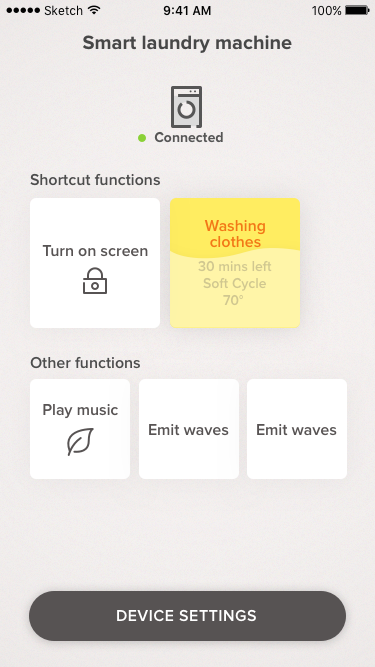 Sketch 9:41 AM 100%
Smart laundry machine
Connected
Shortcut functions
Turn on screen
Washing
clothes
30 mins left
Soft Cycle
70°
Other functions
Play music
Emit waves
Emit waves
DEVICE SETTINGS